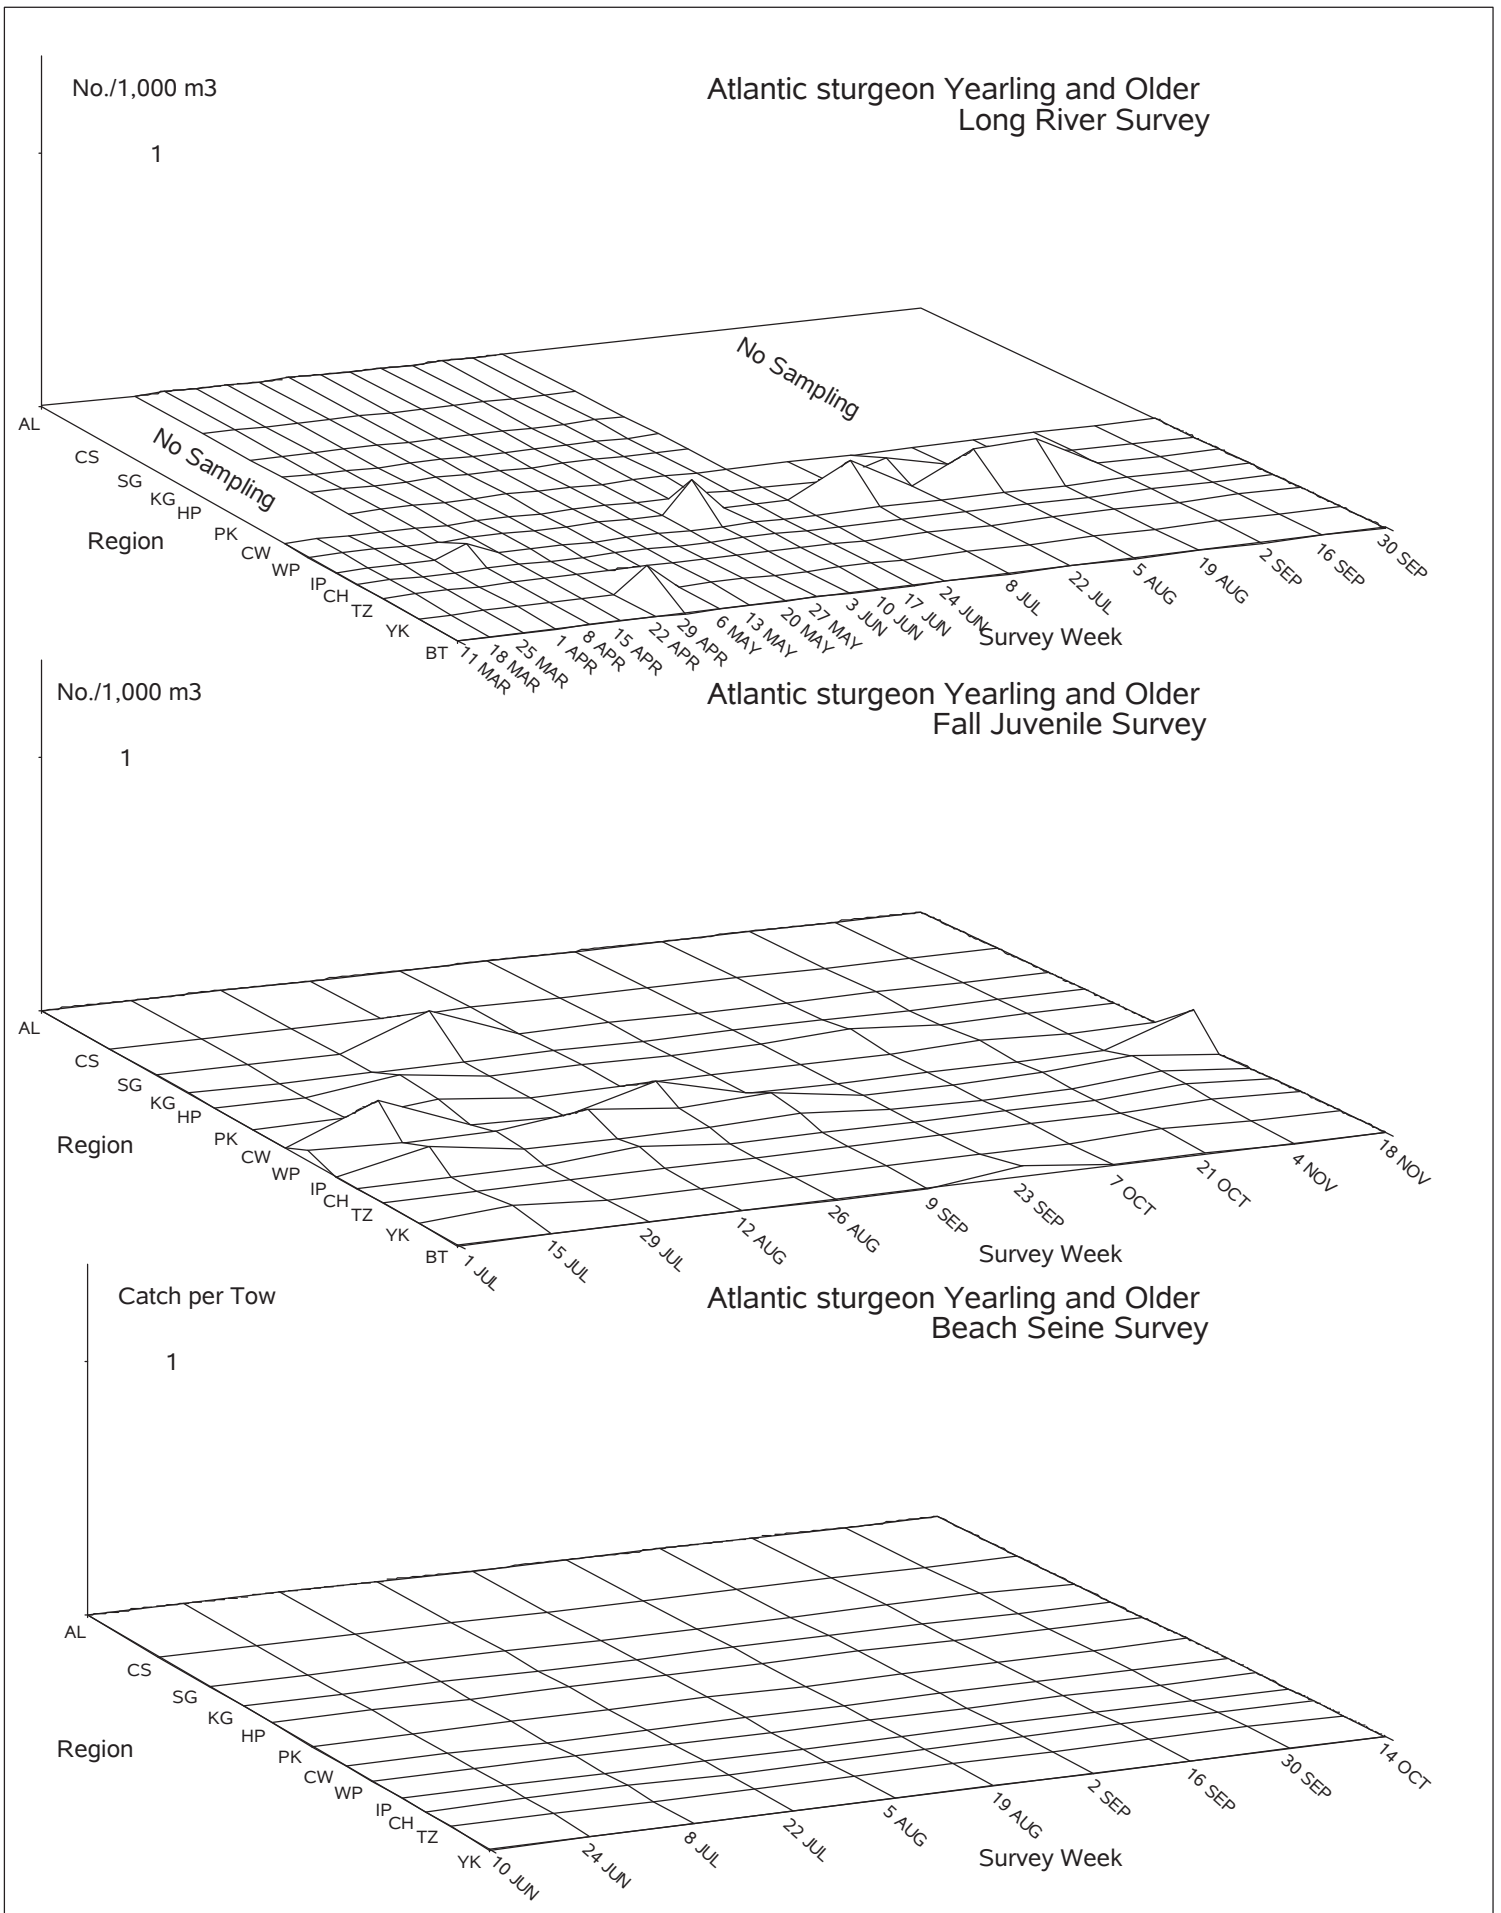 No./1,000 m3
Atlantic sturgeon Yearling and Older
Long River Survey
1
No Sampling
AL
No Sampling
CS
SG
KG
HP
PK
CW
WP
IP
CH
TZ
YK
BT
Region
11 MAR
18 MAR
25 MAR
1 APR
8 APR
15 APR
22 APR
29 APR
6 MAY
13 MAY
20 MAY
27 MAY
3 JUN
10 JUN
17 JUN
24 JUN
8 JUL
22 JUL
5 AUG
19 AUG
2 SEP
16 SEP
30 SEP
Survey Week
No./1,000 m3
Atlantic sturgeon Yearling and Older
Fall Juvenile Survey
1
AL
CS
SG
KG
HP
PK
CW
WP
IP
CH
TZ
YK
BT
Region
1 JUL
15 JUL
29 JUL
12 AUG
26 AUG
9 SEP
23 SEP
7 OCT
21 OCT
4 NOV
18 NOV
Survey Week
Catch per Tow
Atlantic sturgeon Yearling and Older
Beach Seine Survey
1
AL
CS
SG
KG
HP
PK
CW
WP
IP
CH
TZ
YK
Region
10 JUN
24 JUN
8 JUL
22 JUL
5 AUG
19 AUG
2 SEP
16 SEP
30 SEP
14 OCT
Survey Week